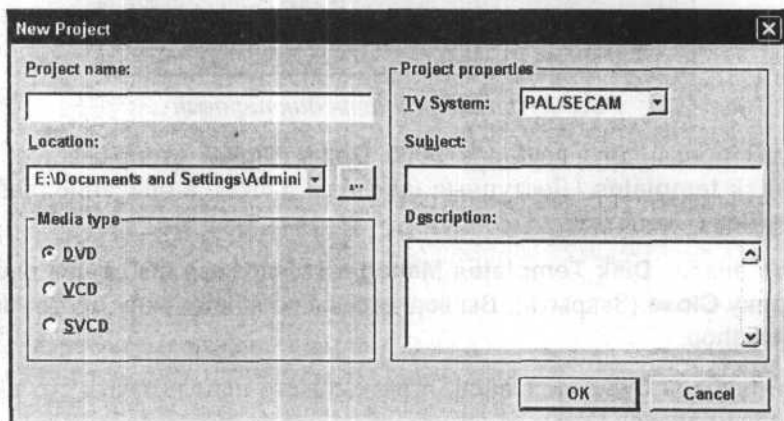 New Project
Project name:
Location:
E:\Documents and Settings\Admini
...
Media type
DVD
VCD
SVCD
Project properties
TV System: PAL/SECAM
Subject:
Description:
OK
Cancel